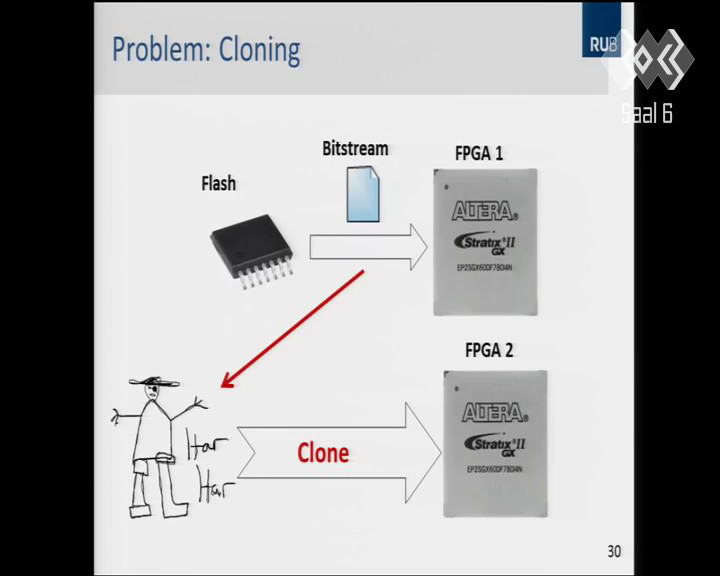 Problem: Cloning
RUB
Saal 6
Bitstream
FPGA 1
Flash
ALTERA®
Stratix® II
GX
EP2SGX60DF780I4N
FPGA 2
ALTERA®
Stratix® II
GX
EP2SGX60DF780I4N
Har
Har
Clone
30